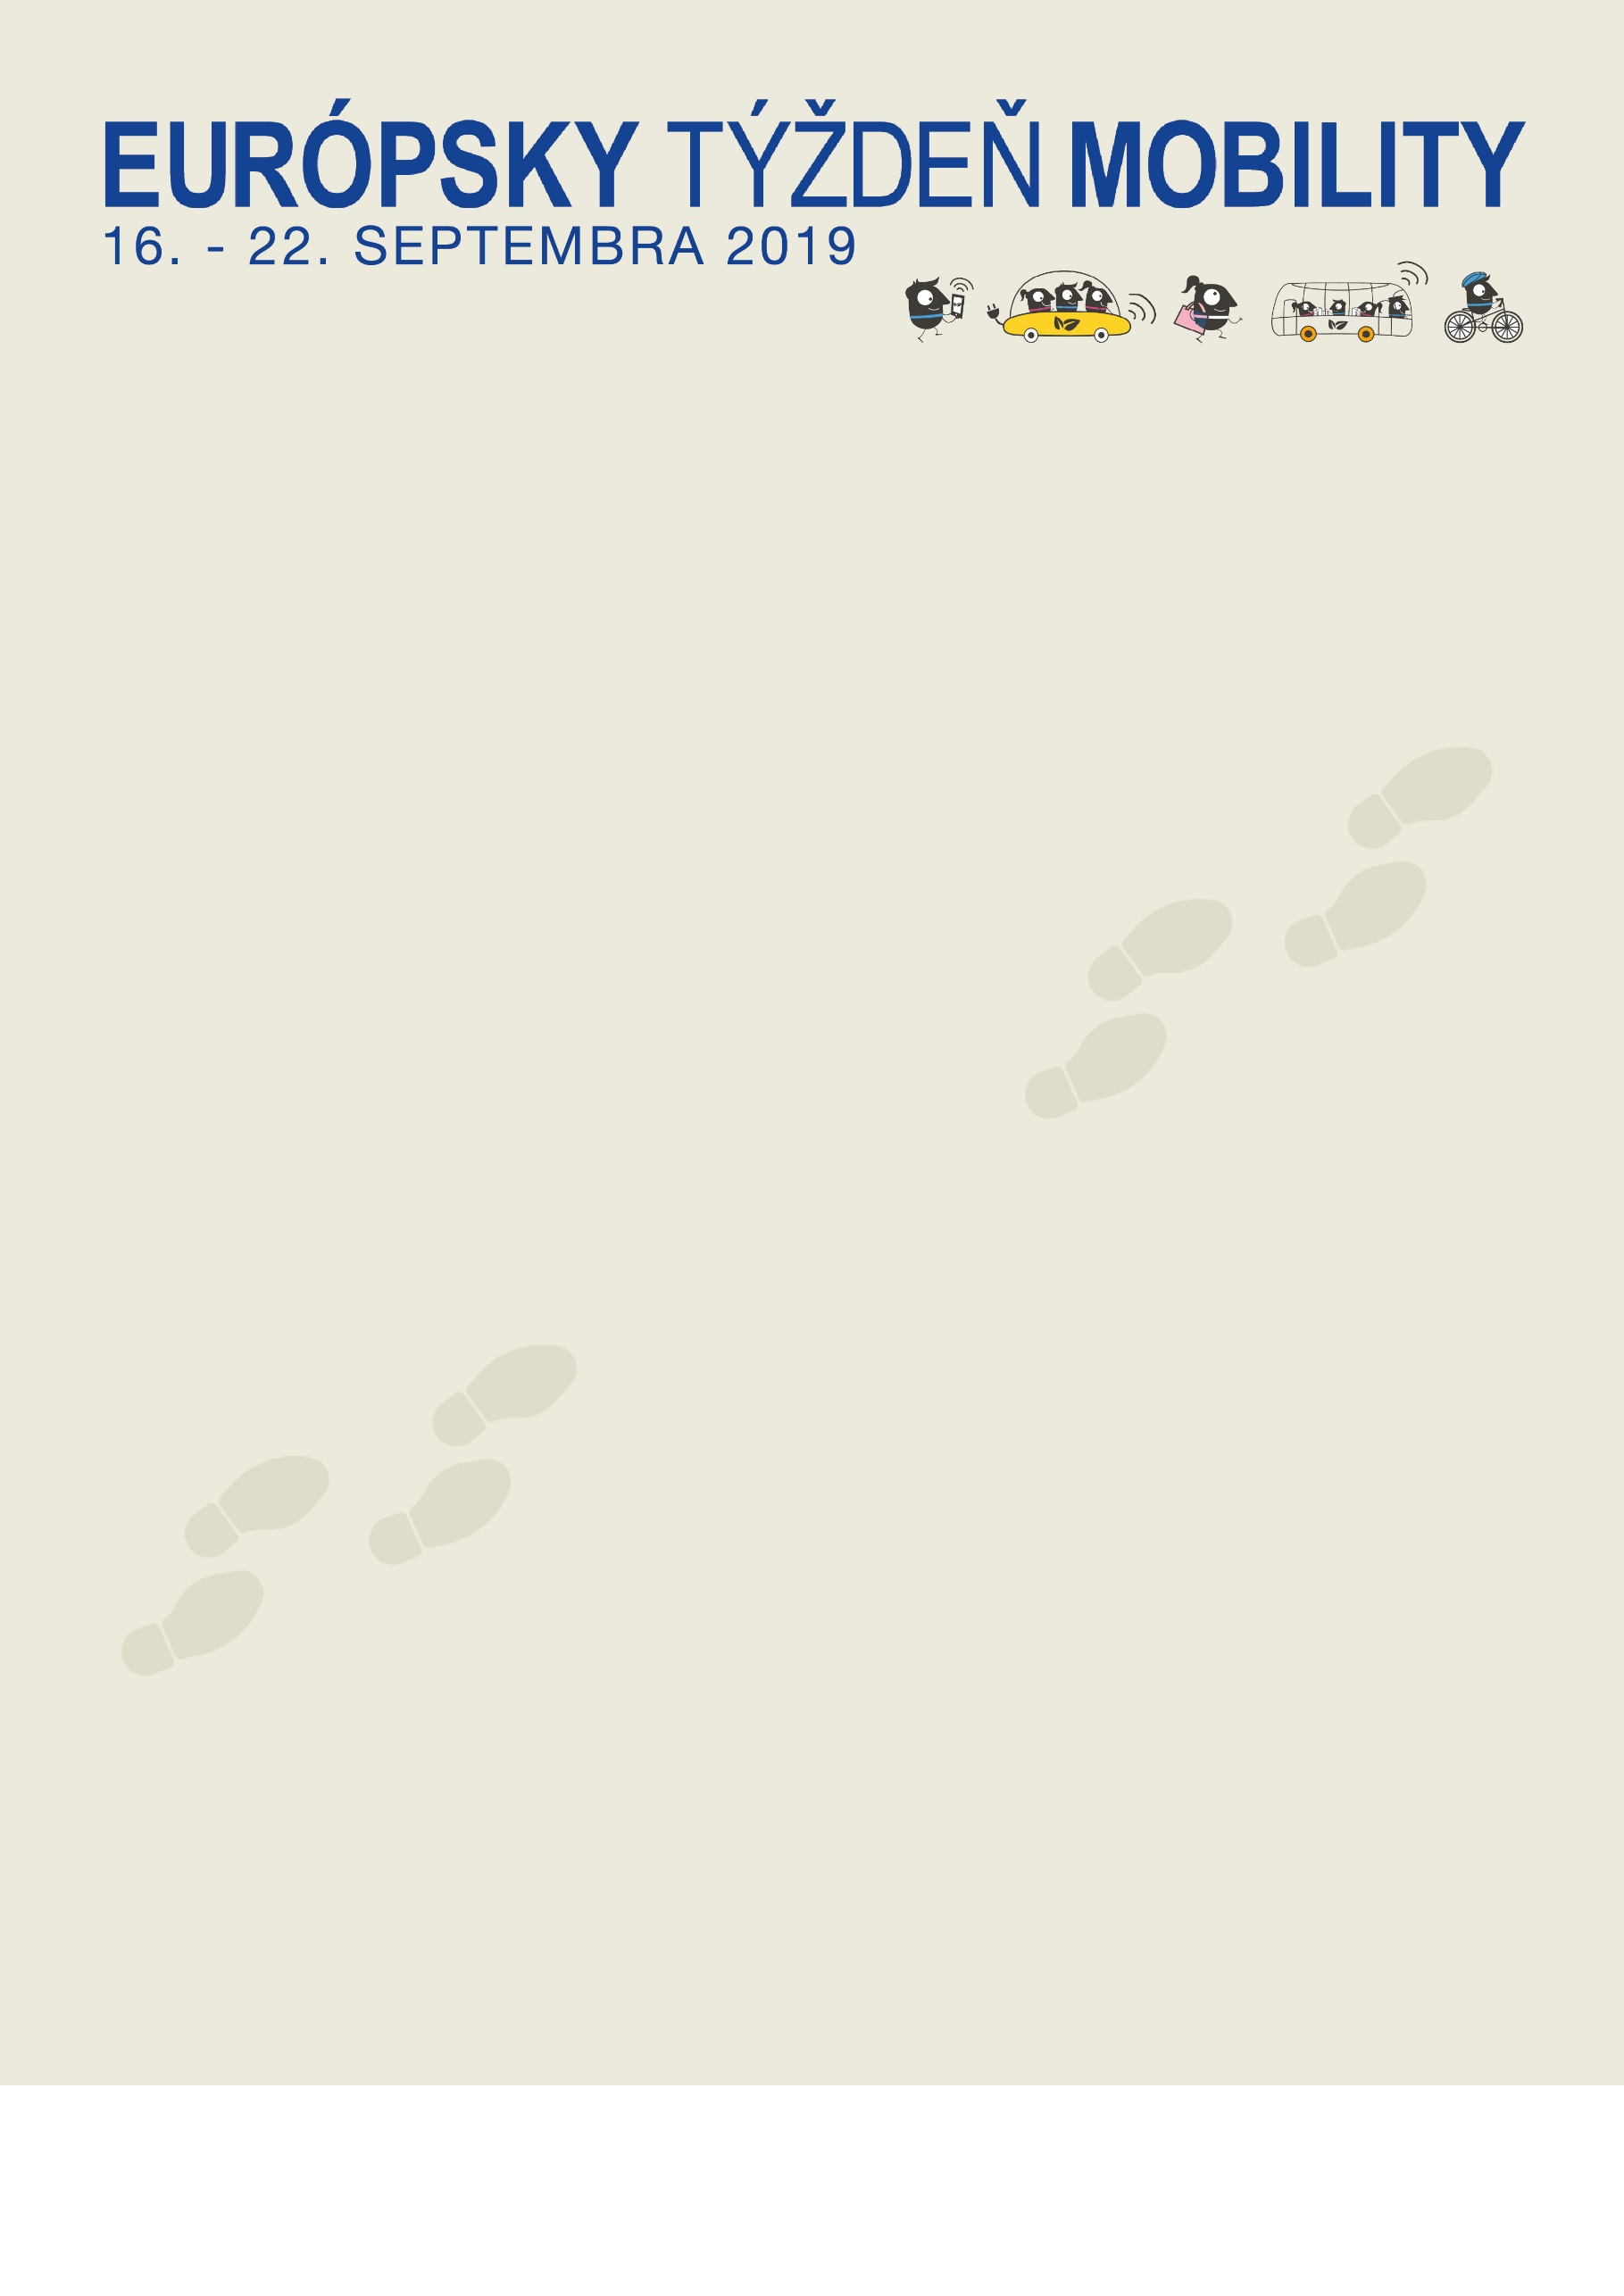 EURÓPSKY TÝŽDEŇ MOBILITY
16. - 22. SEPTEMBRA 2019